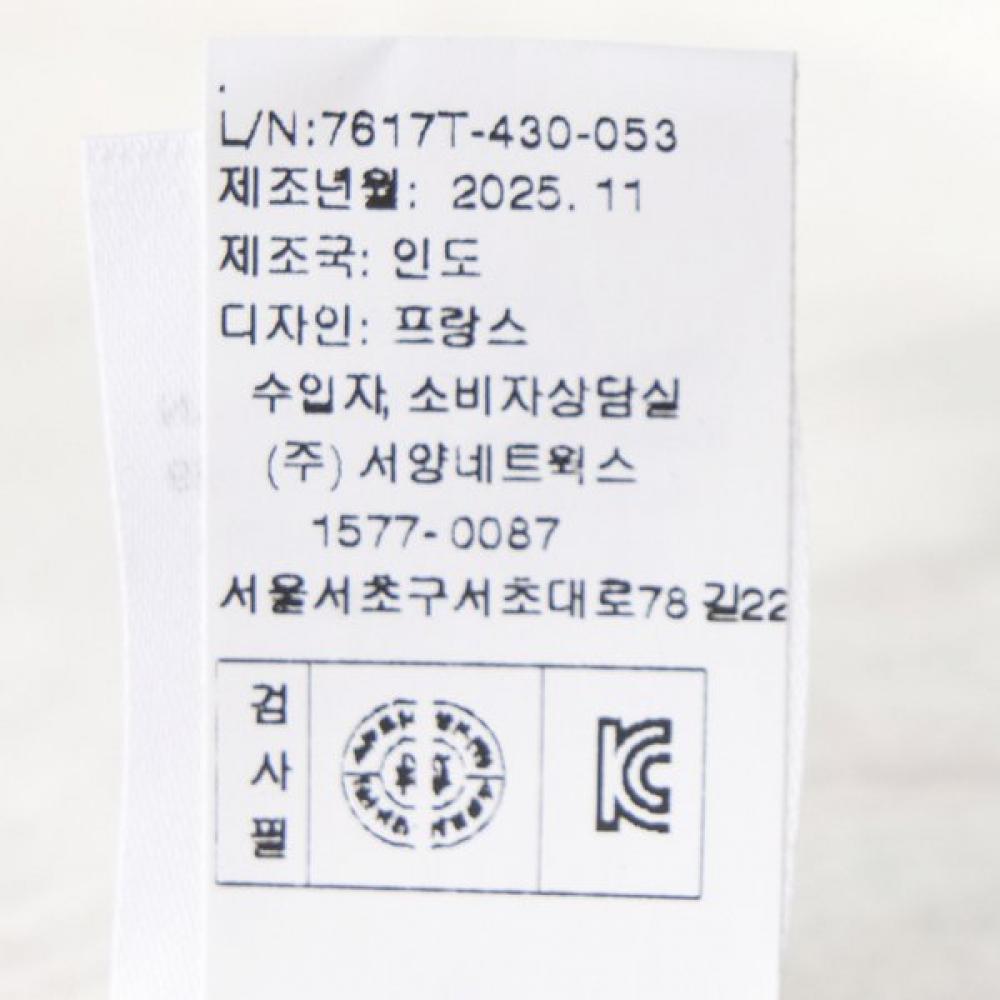 L/N:7617T-430-053
제조년월: 2025. 11
제조국: 인도
디자인: 프랑스
수입자, 소비자상담실
(주) 서양네트웍스
1577-0087
서울서초구서초대로78길22
검
사
필
KC